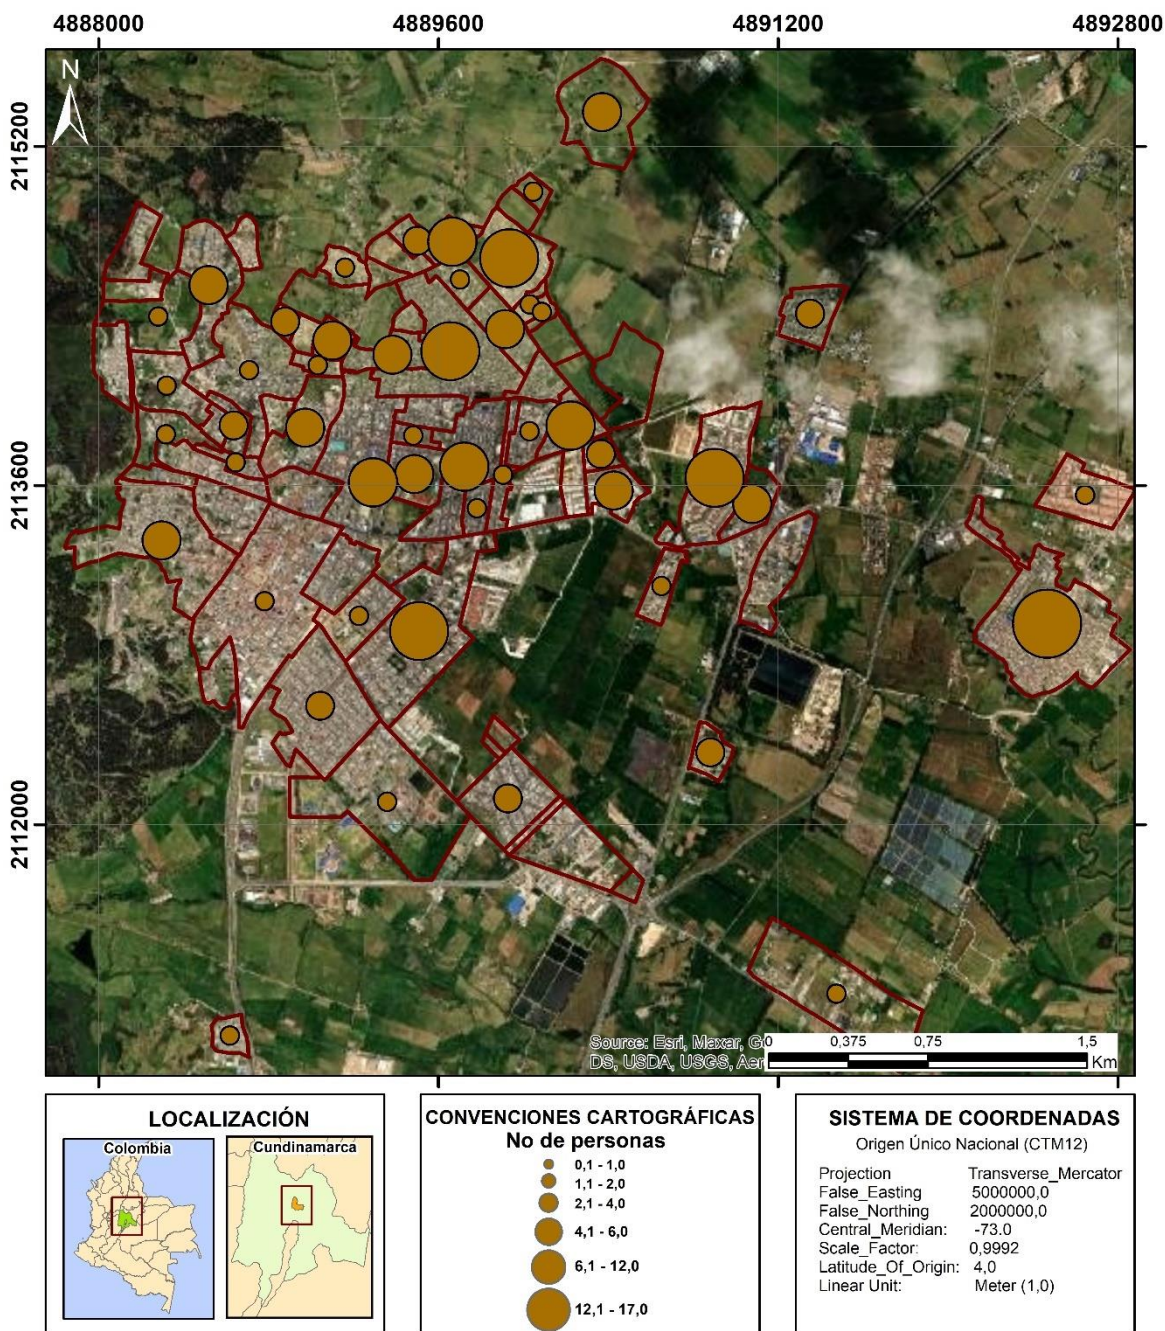 4888000 4889600 4891200 4892800
N
2115200
2113600
2112000
Source: Esri, Maxar, G
DS, USDA, USGS, Aer
0 0,375 0,75 1,5
Km
LOCALIZACIÓN
Colombia
Cundinamarca
CONVENCIONES CARTOGRÁFICAS
No de personas
0,1 - 1,0
1,1 - 2,0
2,1 - 4,0
4,1 - 6,0
6,1 - 12,0
12,1 - 17,0
SISTEMA DE COORDENADAS
Origen Único Nacional (CTM12)
Projection Transverse_Mercator
False_Easting 5000000,0
False_Northing 2000000,0
Central_Meridian: -73.0
Scale_Factor: 0,9992
Latitude_Of_Origin: 4,0
Linear Unit: Meter (1,0)